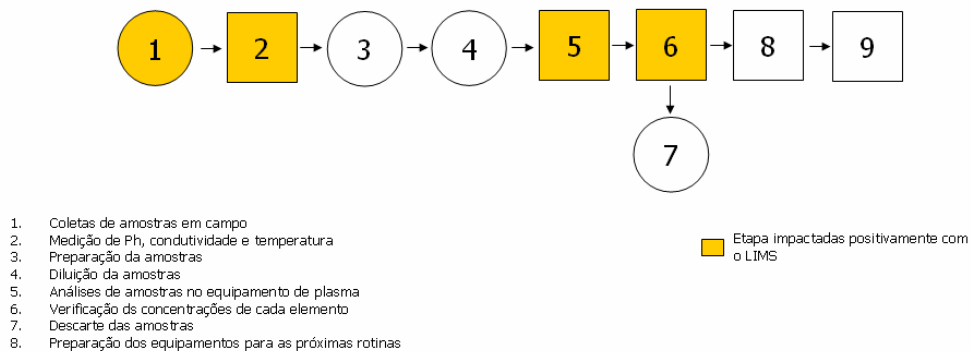 1
2
3
4
5
6
8
9
7
1. Coletas de amostras em campo
2. Medição de Ph, condutividade e temperatura
3. Preparação da amostras
4. Diluição da amostras
5. Análises de amostras no equipamento de plasma
6. Verificação ds concentrações de cada elemento
7. Descarte das amostras
8. Preparação dos equipamentos para as próximas rotinas
Etapa impactadas positivamente com
o LIMS